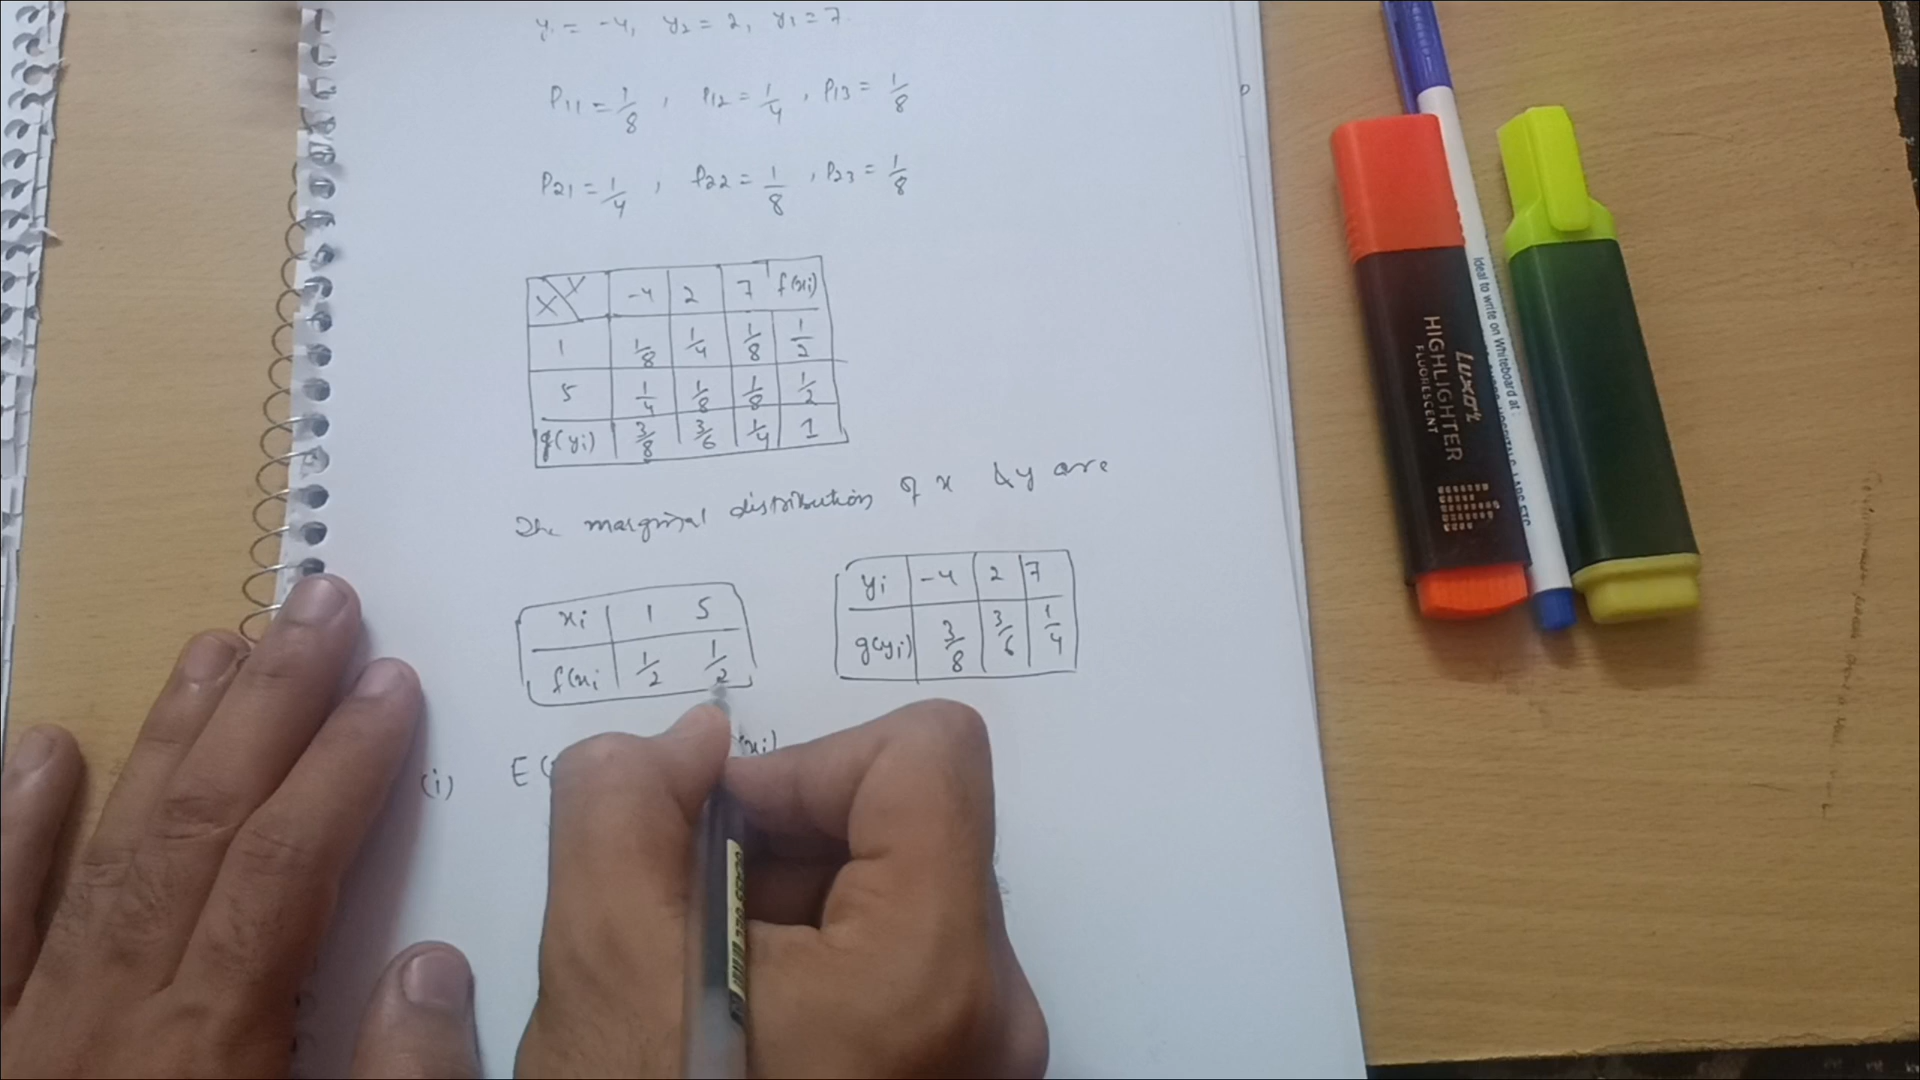 y₁ = -4, y₂ = 2, y₃ = 7
P11 = 1/8 , P12 = 1/4 , P13 = 1/8
P21 = 1/4 , P22 = 1/8 , P23 = 1/8
X Y -4 2 7 f(xi)
1 1/8 1/4 1/8 1/2
5 1/4 1/8 1/8 1/2
g(yi) 3/8 3/6 1/4 1
The marginal distribution of x & y are
xi 1 5
f(xi 1/2 1/2
yi -4 2 7
g(yi) 3/8 3/6 1/4
(i) E( xi)
Luxor
HIGHLIGHTER
FLUORESCENT
Ideal to write on Whiteboard at